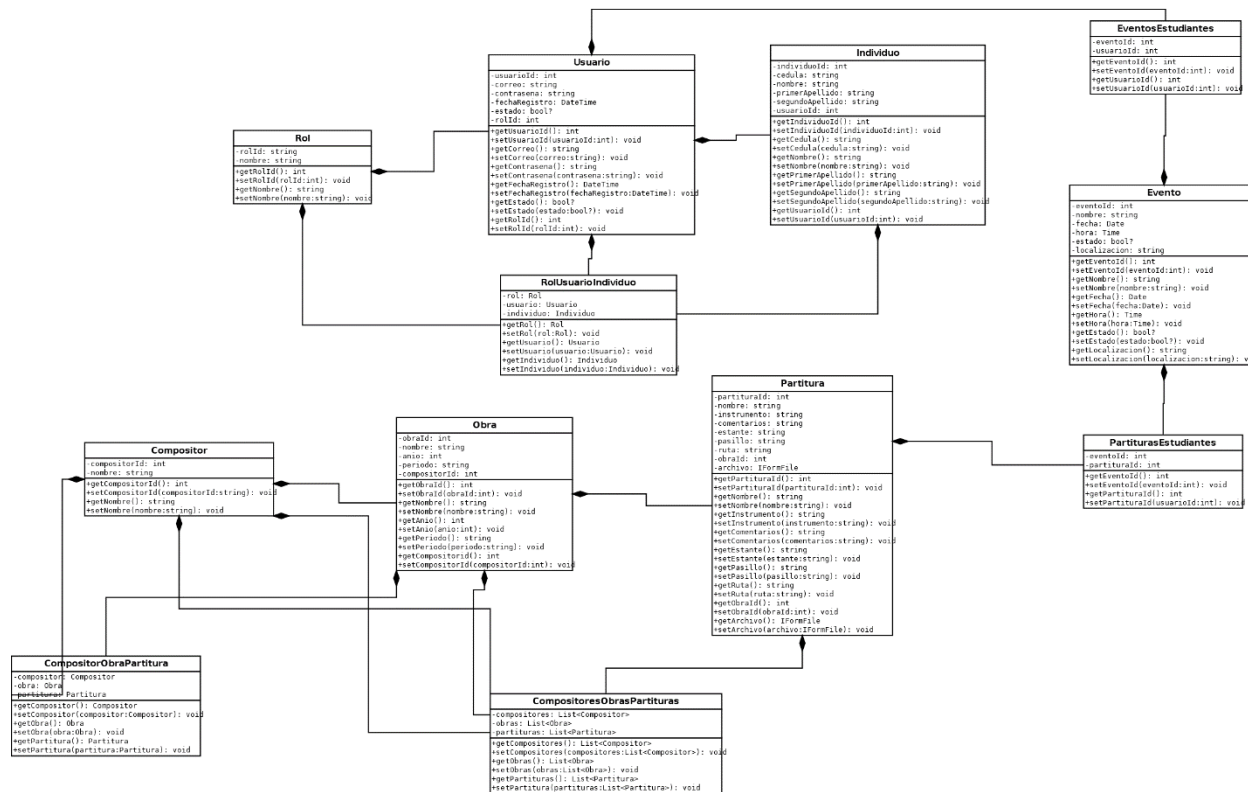 EventosEstudiantes
-eventoId: int
-usuarioId: int
+getEventoId(): int
+setEventoId(eventoId:int): void
+getUsuarioId(): int
+setUsuarioId(usuarioId:int): void
Usuario
-usuarioId: int
-correo: string
-contrasena: string
-fechaRegistro: DateTime
-estado: bool?
-rolId: int
+getUsuarioId(): int
+setUsuarioId(usuarioId:int): void
+getCorreo(): string
+setCorreo(correo:string): void
+getContrasena(): string
+setContrasena(contrasena:string): void
+getFechaRegistro(): DateTime
+setFechaRegistro(fechaRegistro:DateTime): void
+getEstado(): bool?
+setEstado(estado:bool?): void
+getRolId(): int
+setRolId(rolId:int): void
Individuo
-individuoId: int
-cedula: string
-nombre: string
-primerApellido: string
-segundoApellido: string
-usuarioId: int
+getIndividuoId(): int
+setIndividuoId(individuoId:int): void
+getCedula(): string
+setCedula(cedula:string): void
+getNombre(): string
+setNombre(nombre:string): void
+getPrimerApellido(): string
+setPrimerApellido(primerApellido:string): void
+getSegundoApellido(): string
+setSegundoApellido(segundoApellido:string): void
+getUsuarioId(): int
+setUsuarioId(usuarioId:int): void
Rol
-rolId: string
-nombre: string
+getRolId(): int
+setRolId(rolId:int): void
+getNombre(): string
+setNombre(nombre:string): void
Evento
-eventoId: int
-nombre: string
-fecha: Date
-hora: Time
-estado: bool?
-localizacion: string
+getEventoId(): int
+setEventoId(eventoId:int): void
+getNombre(): string
+setNombre(nombre:string): void
+getFecha(): Date
+setFecha(fecha:Date): void
+getHora(): Time
+setHora(hora:Time): void
+getEstado(): bool?
+setEstado(estado:bool?): void
+getLocalizacion(): string
+setLocalizacion(localizacion:string): v
RolUsuarioIndividuo
-rol: Rol
-usuario: Usuario
-individuo: Individuo
+getRol(): Rol
+setRol(rol:Rol): void
+getUsuario(): Usuario
+setUsuario(usuario:Usuario): void
+getIndividuo(): Individuo
+setIndividuo(individuo:Individuo): void
Partitura
-partituraId: int
-nombre: string
-instrumento: string
-comentarios: string
-estante: string
-pasillo: string
-ruta: string
-obraId: int
-archivo: IFormFile
+getPartituraId(): int
+setPartituraId(partituraId:int): void
+getNombre(): string
+setNombre(nombre:string): void
+getInstrumento(): string
+setInstrumento(instrumento:string): void
+getComentarios(): string
+setComentarios(comentarios:string): void
+getEstante(): string
+setEstante(estante:string): void
+getPasillo(): string
+setPasillo(pasillo:string): void
+getRuta(): string
+setRuta(ruta:string): void
+getObraId(): int
+setObraId(obraId:int): void
+getArchivo(): IFormFile
+setArchivo(archivo:IFormFile): void
Obra
-obraId: int
-nombre: string
-anio: int
-periodo: string
-compositorId: int
+getObraId(): int
+setObraId(obraId:int): void
+getNombre(): string
+setNombre(nombre:string): void
+getAnio(): int
+setAnio(anio:int): void
+getPeriodo(): string
+setPeriodo(periodo:string): void
+getCompositorid(): int
+setCompositorId(compositorId:int): void
PartiturasEstudiantes
-eventoId: int
-partituraId: int
+getEventoId(): int
+setEventoId(eventoId:int): void
+getPartituraId(): int
+setPartituraId(usuarioId:int): void
Compositor
-compositorId: int
-nombre: string
+getCompositorId(): int
+setCompositorId(compositorId:string): void
+getNombre(): string
+setNombre(nombre:string): void
CompositorObraPartitura
-compositor: Compositor
-obra: Obra
-partitura: Partitura
+getCompositor(): Compositor
+setCompositor(compositor:Compositor): void
+getObra(): Obra
+setObra(obra:Obra): void
+getPartitura(): Partitura
+setPartitura(partitura:Partitura): void
CompositoresObrasPartituras
-compositores: List<Compositor>
-obras: List<Obra>
-partituras: List<Partitura>
+getCompositores(): List<Compositor>
+setCompositores(compositores:List<Compositor>): void
+getObras(): List<Obra>
+setObras(obras:List<Obra>): void
+getPartituras(): List<Partitura>
+setPartitura(partituras:List<Partitura>): void